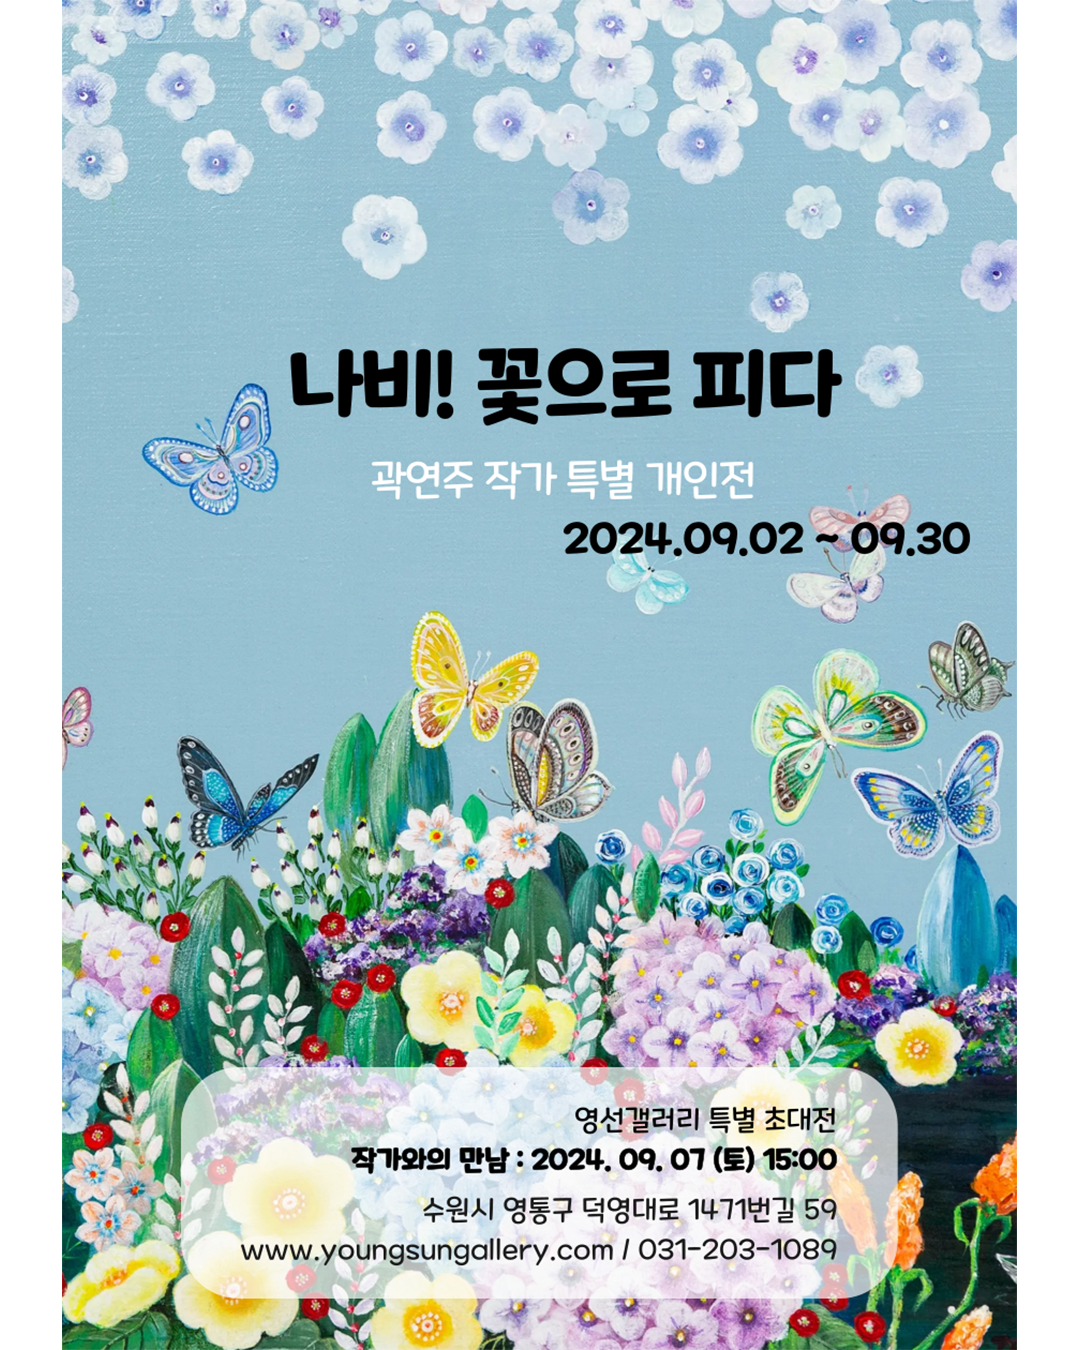 나비! 꽃으로 피다
곽연주 작가 특별 개인전
2024.09.02 ~ 09.30
영선갤러리 특별 초대전
작가와의 만남 : 2024. 09. 07 (토) 15:00
수원시 영통구 덕영대로 1471번길 59
www.youngsungallery.com / 031-203-1089